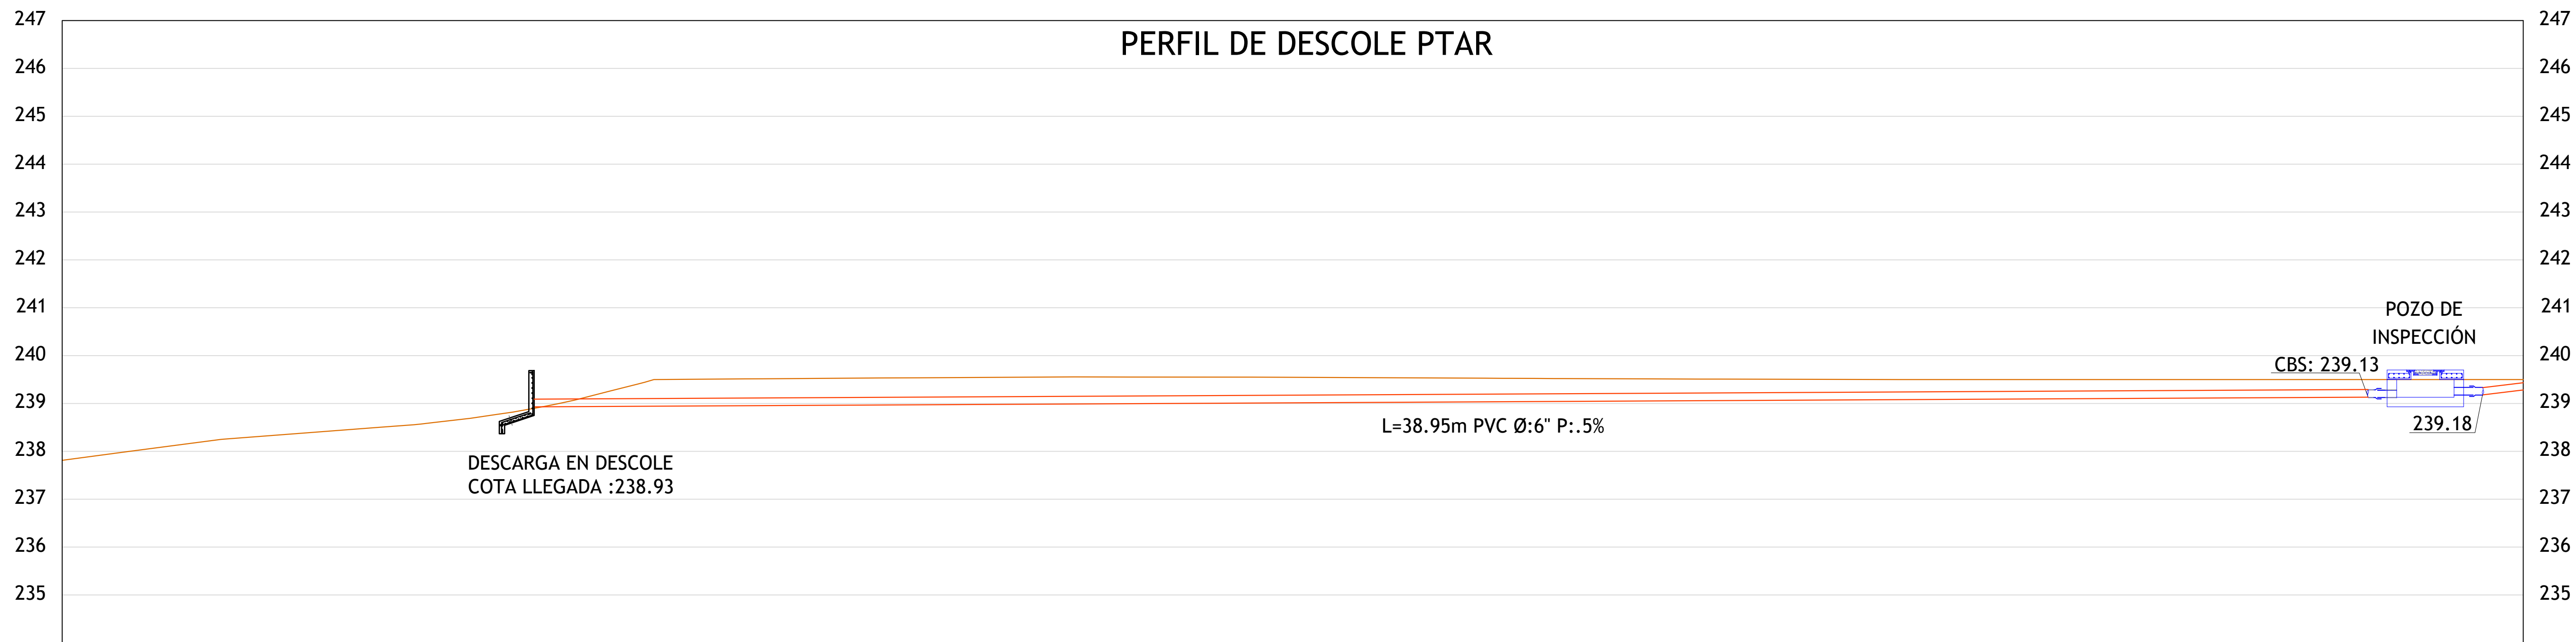 PERFIL DE DESCOLE PTAR
247 247
246 246
245 245
244 244
243 243
242 242
241 241
POZO DE
INSPECCIÓN
240 240
CBS: 239.13
239 239
239.18
L=38.95m PVC Ø:6" P:.5%
238 238
DESCARGA EN DESCOLE
COTA LLEGADA :238.93
237 237
236 236
235 235